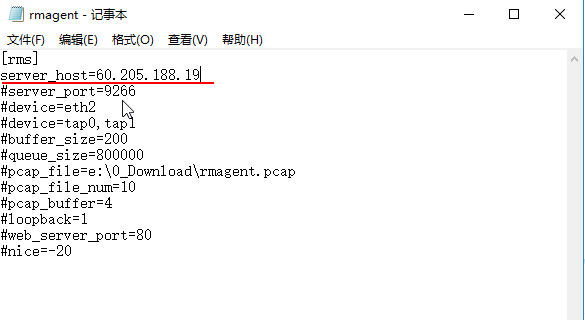 rmagent - 记事本
文件(F) 编辑(E) 格式(O) 查看(V) 帮助(H)
[rms]
server_host=60.205.188.19
#server_port=9266
#device=eth2
#device=tap0,tap1
#buffer_size=200
#queue_size=800000
#pcap_file=e:\0_Download\rmagent.pcap
#pcap_file_num=10
#pcap_buffer=4
#loopback=1
#web_server_port=80
#nice=-20